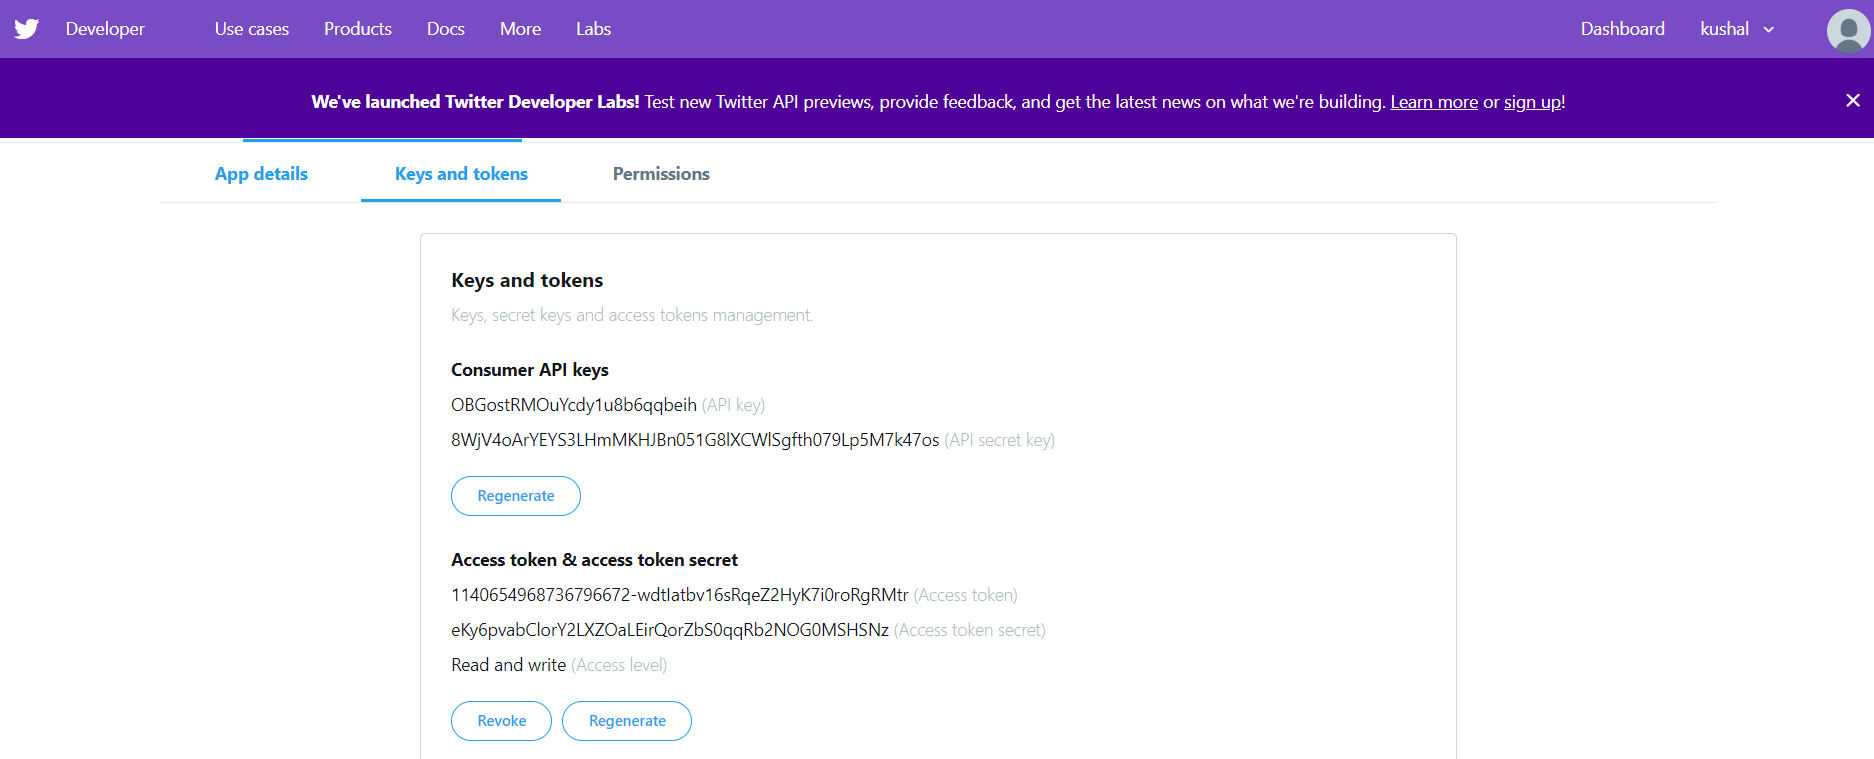 Developer Use cases Products Docs More Labs Dashboard kushal
We've launched Twitter Developer Labs! Test new Twitter API previews, provide feedback, and get the latest news on what we're building. Learn more or sign up!
App details Keys and tokens Permissions
Keys and tokens
Keys, secret keys and access tokens management.
Consumer API keys
OBGostRMOuYcdy1u8b6qqbeih (API key)
(API secret key)
Regenerate
Access token & access token secret
(Access token)
(Access token secret)
Read and write (Access level)
Revoke Regenerate